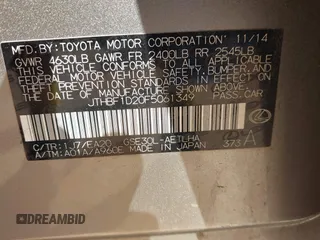 MFD. BY: TOYOTA MOTOR CORPORATION 11/14
GVWR 4630LB GAWR FR 2400LB RR 2545LB
THIS VEHICLE CONFORMS TO ALL APPLICABLE
FEDERAL MOTOR VEHICLE SAFETY, BUMPER, AND
THEFT PREVENTION STANDARDS IN EFFECT ON
THE DATE OF MANUFACTURE SHOWN ABOVE.
JTHBF1D20F5061349
PASS. CAR
C/TR: 1J7/EA20 GSE30L-AETLHA
A/TM: A01A/A960E MADE IN JAPAN
373 A
DREAMBID